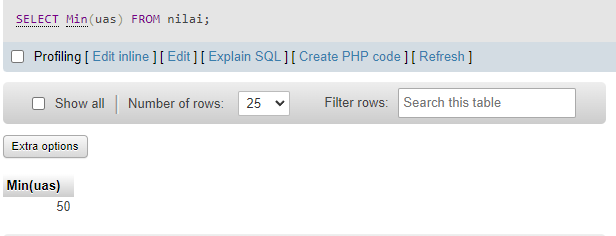 SELECT Min(uas) FROM nilai;
Profiling [ Edit inline ] [ Edit ] [ Explain SQL ] [ Create PHP code ] [ Refresh ]
Show all Number of rows: 25 Filter rows: Search this table
Extra options
Min(uas)
50